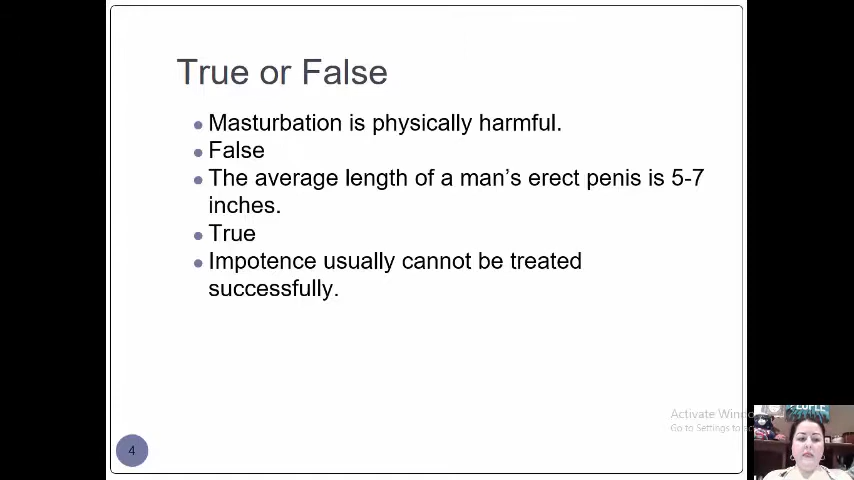 True or False
Masturbation is physically harmful.
False
The average length of a man's erect penis is 5-7
inches.
True
Impotence usually cannot be treated
successfully.
Activate Windo
Go to Settings to
4